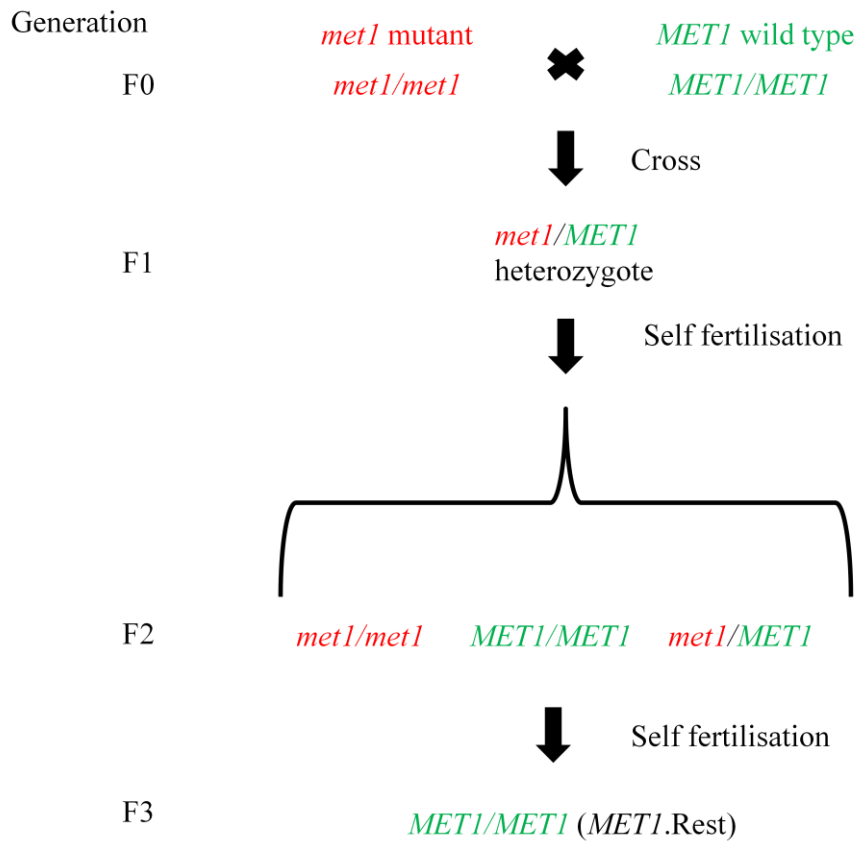 Generation
met1 mutant MET1 wild type
F0 met1/met1 MET1/MET1
Cross
met1/MET1
F1 heterozygote
Self fertilisation
F2 met1/met1 MET1/MET1 met1/MET1
Self fertilisation
F3 MET1/MET1 (MET1.Rest)